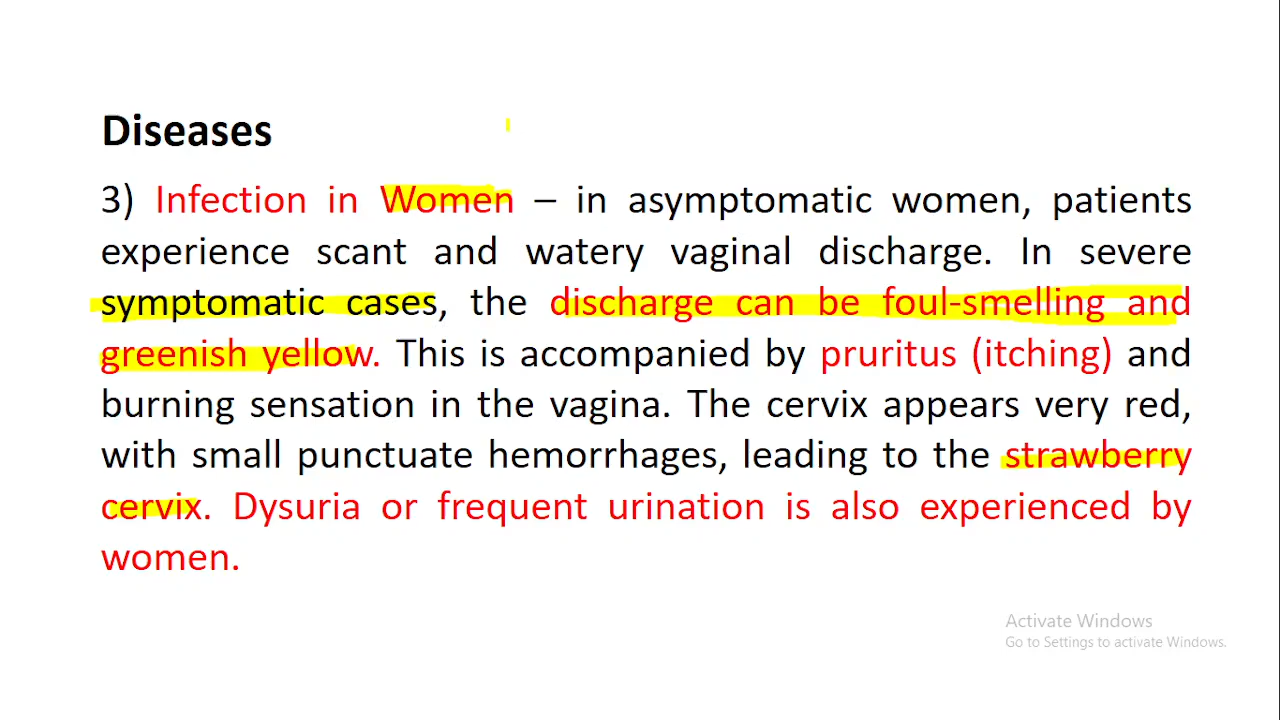 Diseases
3) Infection in Women – in asymptomatic women, patients
experience scant and watery vaginal discharge. In severe
symptomatic cases, the discharge can be foul-smelling and
greenish yellow. This is accompanied by pruritus (itching) and
burning sensation in the vagina. The cervix appears very red,
with small punctuate hemorrhages, leading to the strawberry
cervix. Dysuria or frequent urination is also experienced by
women.
Activate Windows
Go to Settings to activate Windows.